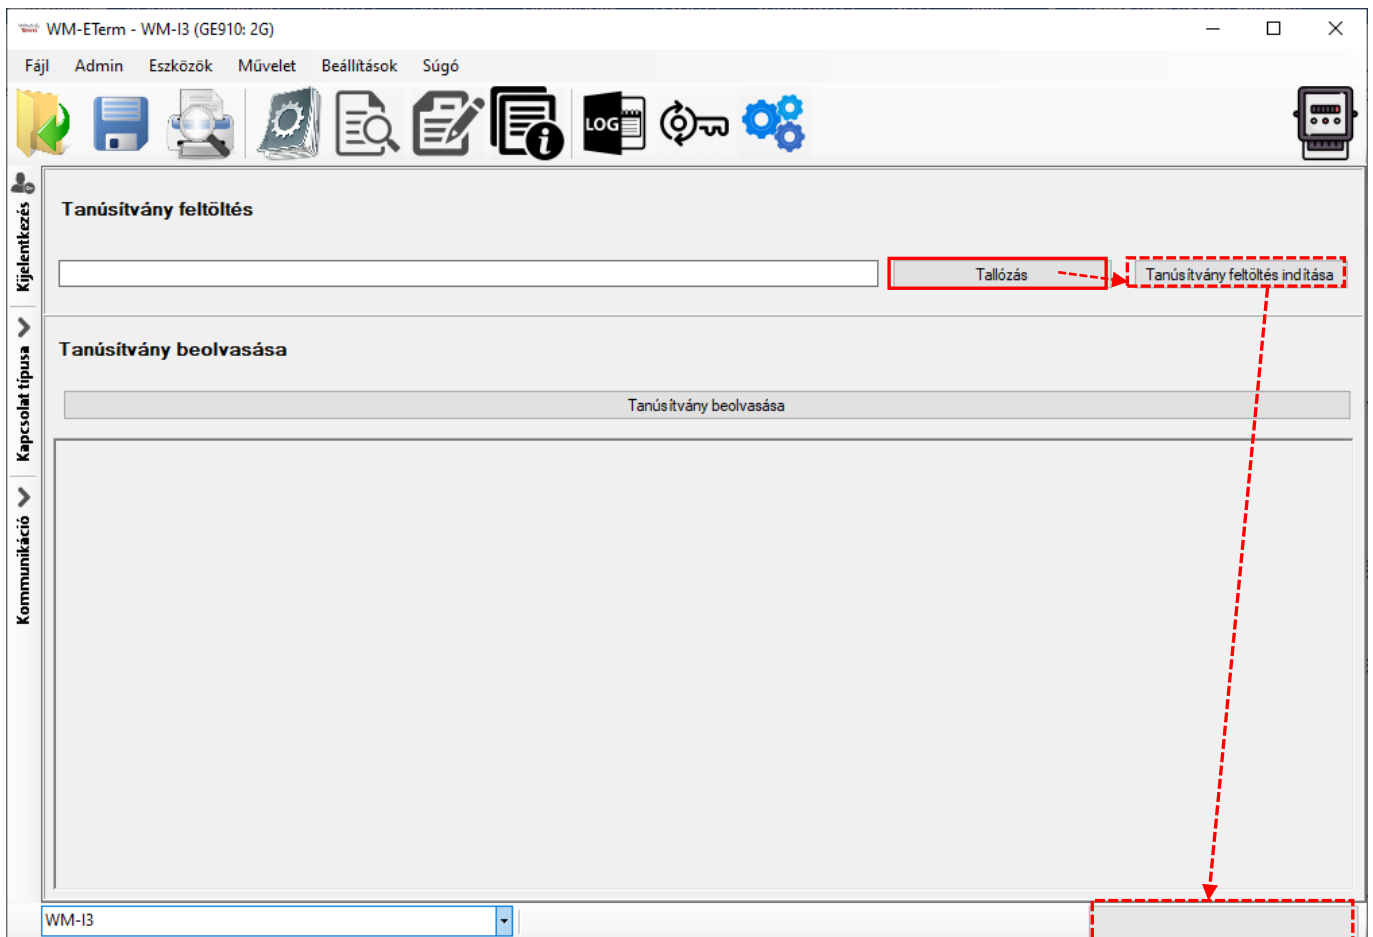 WM-ETerm - WM-I3 (GE910: 2G)
Fájl Admin Eszközök Művelet Beállítások Súgó
LOG
Kijelentkezés
Kapcsolat típusa
Kommunikáció
Tanúsítvány feltöltés
Tallózás
Tanúsítvány feltöltés indítása
Tanúsítvány beolvasása
Tanúsítvány beolvasása
WM-I3